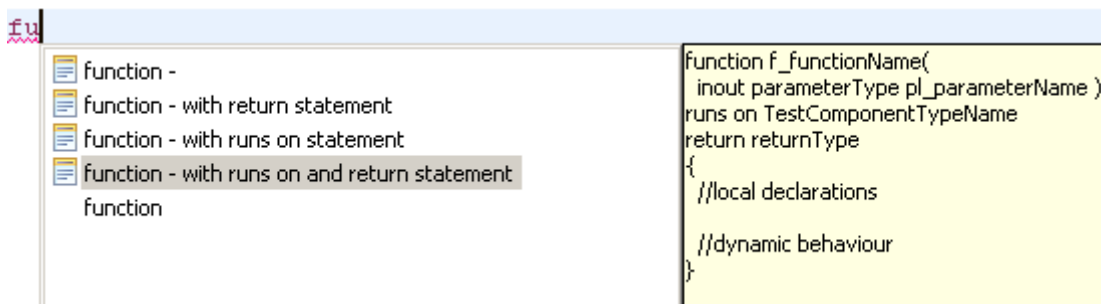 fu
function -
function - with return statement
function - with runs on statement
function - with runs on and return statement
function
function f_functionName(
  inout parameterType pl_parameterName )
runs on TestComponentTypeName
return returnType
{
  //local declarations
  //dynamic behaviour
}